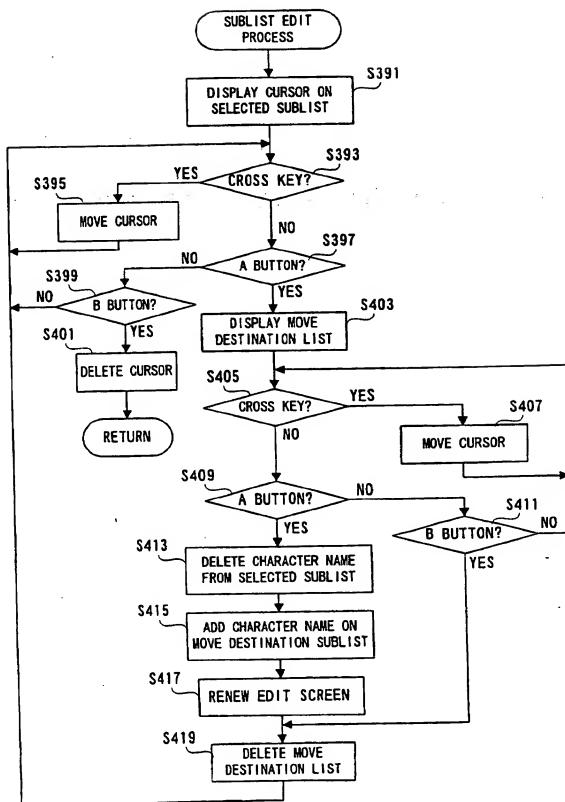 SUBLIST EDIT
PROCESS
S391
DISPLAY CURSOR ON
SELECTED SUBLIST
S393
CROSS KEY?
YES
NO
S395
MOVE CURSOR
S397
A BUTTON?
NO
YES
S399
B BUTTON?
NO
YES
S401
DELETE CURSOR
RETURN
S403
DISPLAY MOVE
DESTINATION LIST
S405
CROSS KEY?
YES
NO
S407
MOVE CURSOR
S409
A BUTTON?
NO
YES
S411
B BUTTON?
NO
YES
S413
DELETE CHARACTER NAME
FROM SELECTED SUBLIST
S415
ADD CHARACTER NAME ON
MOVE DESTINATION SUBLIST
S417
RENEW EDIT SCREEN
S419
DELETE MOVE
DESTINATION LIST